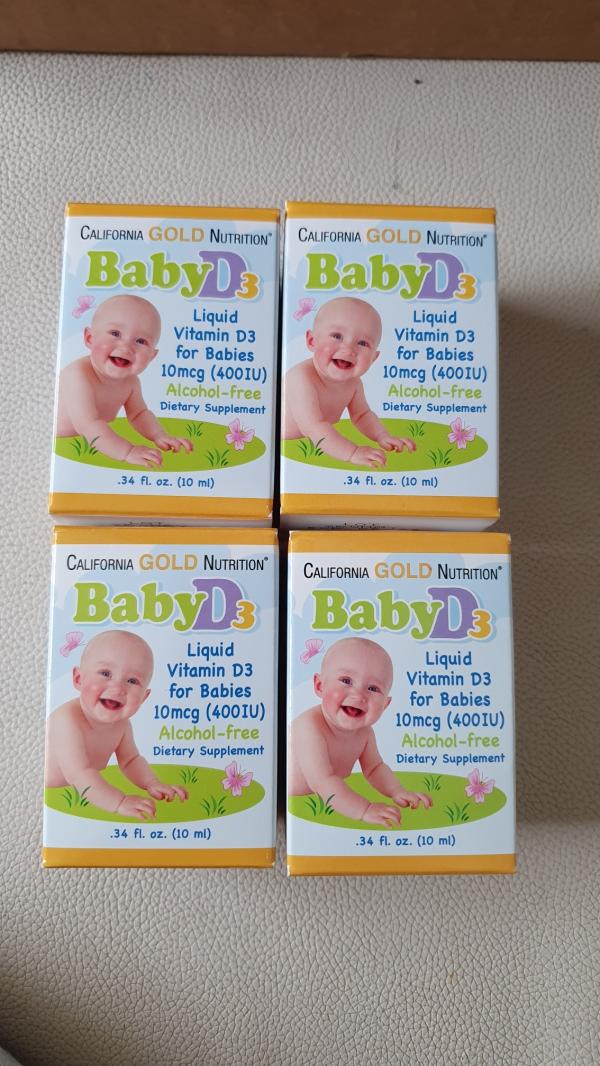 CALIFORNIA GOLD NUTRITION®
BabyD3
Liquid
Vitamin D3
for Babies
10mcg (400IU)
Alcohol-free
Dietary Supplement
.34 fl. oz. (10 ml)
CALIFORNIA GOLD NUTRITION®
BabyD3
Liquid
Vitamin D3
for Babies
10mcg (400IU)
Alcohol-free
Dietary Supplement
.34 fl. oz. (10 ml)
CALIFORNIA GOLD NUTRITION®
BabyD3
Liquid
Vitamin D3
for Babies
10mcg (400IU)
Alcohol-free
Dietary Supplement
.34 fl. oz. (10 ml)
CALIFORNIA GOLD NUTRITION®
BabyD3
Liquid
Vitamin D3
for Babies
10mcg (400IU)
Alcohol-free
Dietary Supplement
.34 fl. oz. (10 ml)